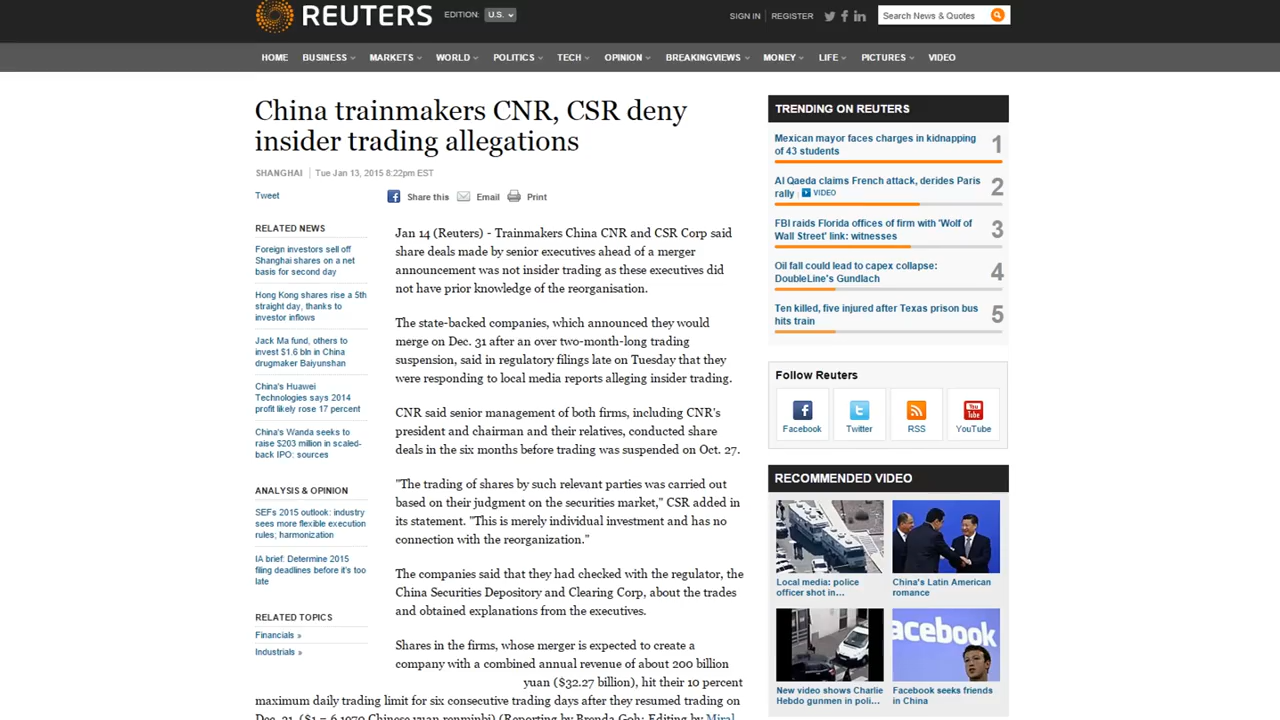 REUTERS
EDITION:
U.S.
SIGN IN
REGISTER
Search News & Quotes
HOME
BUSINESS
MARKETS
WORLD
POLITICS
TECH
OPINION
BREAKINGVIEWS
MONEY
LIFE
PICTURES
VIDEO
China trainmakers CNR, CSR deny
insider trading allegations
SHANGHAI
Tue Jan 13, 2015 8:22pm EST
Tweet
Share this
Email
Print
RELATED NEWS
Foreign investors sell off
Shanghai shares on a net
basis for second day
Hong Kong shares rise a 5th
straight day, thanks to
investor inflows
Jack Ma fund, others to
invest $1.6 bln in China
drugmaker Baiyunshan
China's Huawei
Technologies says 2014
profit likely rose 17 percent
China's Wanda seeks to
raise $203 million in scaled-
back IPO: sources
ANALYSIS & OPINION
SEFs 2015 outlook: industry
sees more flexible execution
rules; harmonization
IA brief: Determine 2015
filing deadlines before it's too
late
RELATED TOPICS
Financials »
Industrials »
Jan 14 (Reuters) - Trainmakers China CNR and CSR Corp said
share deals made by senior executives ahead of a merger
announcement was not insider trading as these executives did
not have prior knowledge of the reorganisation.
The state-backed companies, which announced they would
merge on Dec. 31 after an over two-month-long trading
suspension, said in regulatory filings late on Tuesday that they
were responding to local media reports alleging insider trading.
CNR said senior management of both firms, including CNR's
president and chairman and their relatives, conducted share
deals in the six months before trading was suspended on Oct. 27.
"The trading of shares by such relevant parties was carried out
based on their judgment on the securities market," CSR added in
its statement. "This is merely individual investment and has no
connection with the reorganization."
The companies said that they had checked with the regulator, the
China Securities Depository and Clearing Corp, about the trades
and obtained explanations from the executives.
Shares in the firms, whose merger is expected to create a
company with a combined annual revenue of about 200 billion
yuan ($32.27 billion), hit their 10 percent
maximum daily trading limit for six consecutive trading days after they resumed trading on
Dec. 31. ($1 = 6.1970 Chinese yuan renminbi) (Reporting by Brenda Goh; Editing by Miral
TRENDING ON REUTERS
Mexican mayor faces charges in kidnapping
of 43 students
1
Al Qaeda claims French attack, derides Paris
rally
VIDEO
2
FBI raids Florida offices of firm with 'Wolf of
Wall Street' link: witnesses
3
Oil fall could lead to capex collapse:
DoubleLine's Gundlach
4
Ten killed, five injured after Texas prison bus
hits train
5
Follow Reuters
Facebook
Twitter
RSS
You
Tube
YouTube
RECOMMENDED VIDEO
Local media: police
officer shot in…
China's Latin American
romance
acebook
New video shows Charlie
Hebdo gunmen in poli…
Facebook seeks friends
in China